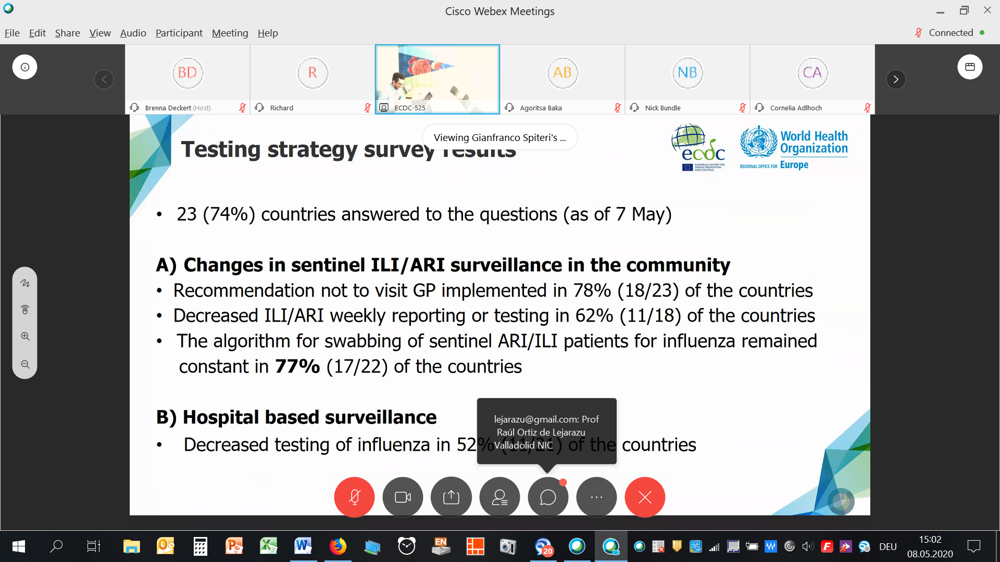 Cisco Webex Meetings
File Edit Share View Audio Participant Meeting Help
Connected
BD
R
AB
NB
CA
Brenna Deckert (Host)
Richard
ECDC-525
Agoritsa Baka
Nick Bundle
Cornelia Adlhoch
Viewing Gianfranco Spiteri's ...
Testing strategy survey results
ecdc
EUROPEAN CENTRE FOR
DISEASE PREVENTION
AND CONTROL
World Health
Organization
REGIONAL OFFICE FOR Europe
• 23 (74%) countries answered to the questions (as of 7 May)
A) Changes in sentinel ILI/ARI surveillance in the community
• Recommendation not to visit GP implemented in 78% (18/23) of the countries
• Decreased ILI/ARI weekly reporting or testing in 62% (11/18) of the countries
• The algorithm for swabbing of sentinel ARI/ILI patients for influenza remained
constant in 77% (17/22) of the countries
B) Hospital based surveillance
• Decreased testing of influenza in 52% (11/21) of the countries
lejarazu@gmail.com: Prof
Raúl Ortiz de Lejarazu
Valladolid NIC
EN
20
DEU
15:02
08.05.2020